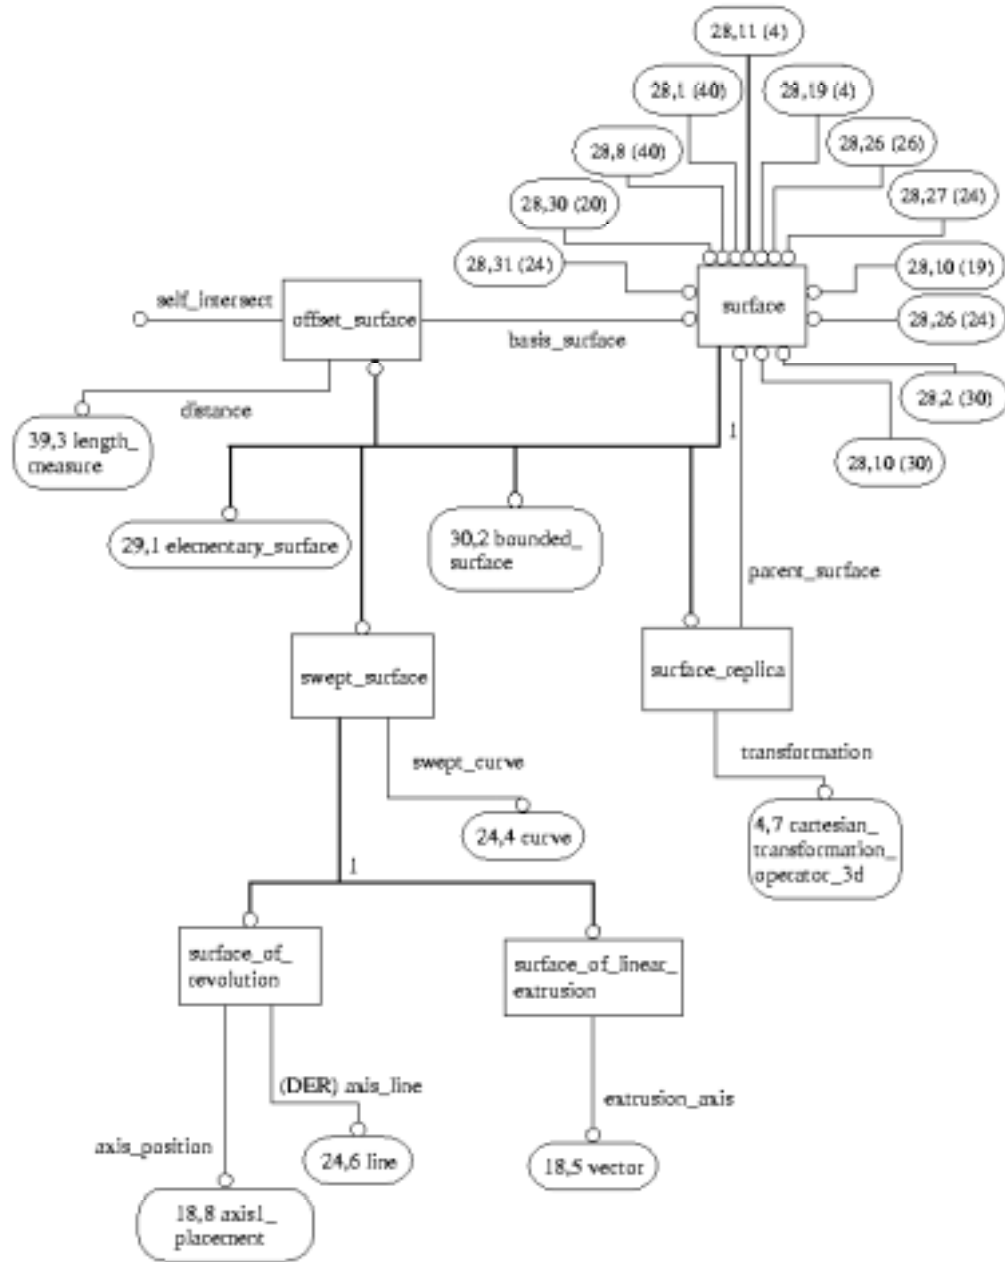 28,11 (4)
28,1 (40)
28,19 (4)
28,8 (40)
28,26 (26)
28,30 (20)
28,27 (24)
28,31 (24)
28,10 (19)
self_intersect
offset_surface
surface
basis_surface
28,26 (24)
distance
28,2 (30)
1
39,3 length_
measure
28,10 (30)
29,1 elementary_surface
30,2 bounded_
surface
parent_surface
swept_surface
surface_replica
swept_curve
transformation
24,4 curve
4,7 cartesian_
transformation_
operator_3d
1
surface_of_
revolution
surface_of_linear_
extrusion
(DER) axis_line
extrusion_axis
axis_position
24,6 line
18,5 vector
18,8 axis1_
placement